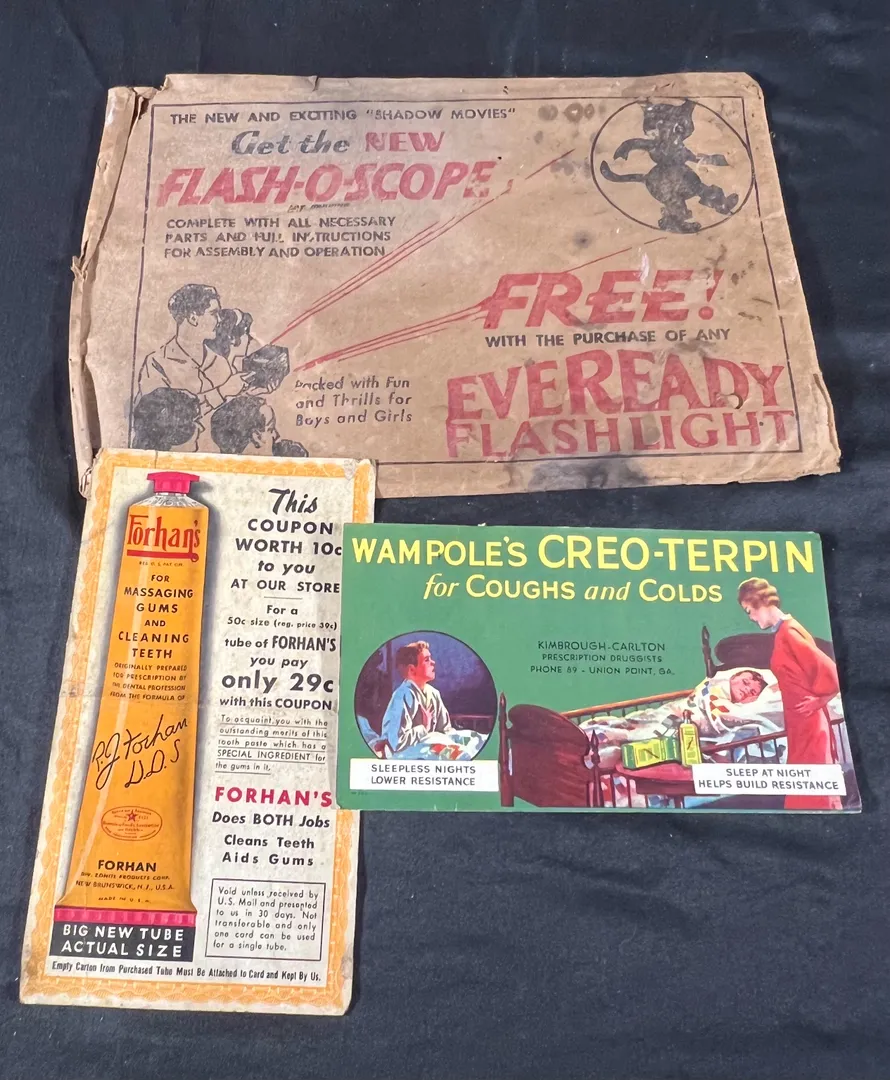 THE NEW AND EXCITING "SHADOW MOVIES"
Get the NEW
FLASH-O-SCOPE
COMPLETE WITH ALL NECESSARY
PARTS AND FULL INSTRUCTIONS
FOR ASSEMBLY AND OPERATION
FREE!
WITH THE PURCHASE OF ANY
EVEREADY
FLASHLIGHT
Packed with Fun
and Thrills for
Boys and Girls
Forhan's
FOR
MASSAGING
GUMS
AND
CLEANING
TEETH
ORIGINALLY PREPARED
FOR PRESCRIPTION BY
THE DENTAL PROFESSION
FROM THE FORMULA OF
R. J. Forhan
D.D.S
FORHAN
DIV. ZONITE PRODUCTS CORP.
NEW BRUNSWICK, N.J., U.S.A.
MADE IN U.S.A.
BIG NEW TUBE
ACTUAL SIZE
This
COUPON
WORTH 10c
to you
AT OUR STORE
For a
50c size (reg. price 39c)
tube of FORHAN'S
you pay
only 29c
with this COUPON
To acquaint you with the
outstanding merits of this
tooth paste which has a
SPECIAL INGREDIENT for
the gums in it.
FORHAN'S
Does BOTH Jobs
Cleans Teeth
Aids Gums
Void unless received by
U.S. Mail and presented
to us in 30 days. Not
transferable and only
one card can be used
for a single tube.
Empty Carton from Purchased Tube Must Be Attached to Card and Kept By Us.
WAMPOLE'S CREO-TERPIN
for COUGHS and COLDS
KIMBROUGH-CARLTON
PRESCRIPTION DRUGGISTS
PHONE 89 - UNION POINT, GA.
SLEEPLESS NIGHTS
LOWER RESISTANCE
SLEEP AT NIGHT
HELPS BUILD RESISTANCE